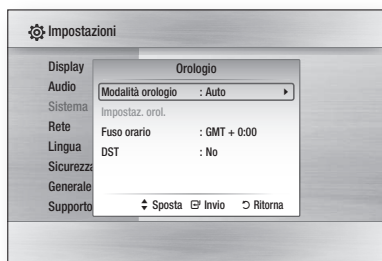 Impostazioni
Display
Audio
Sistema
Rete
Lingua
Sicurezza
Generale
Supporto
Orologio
Modalità orologio : Auto
Impostaz. orol.
Fuso orario : GMT + 0:00
DST : No
Sposta Invio Ritorna